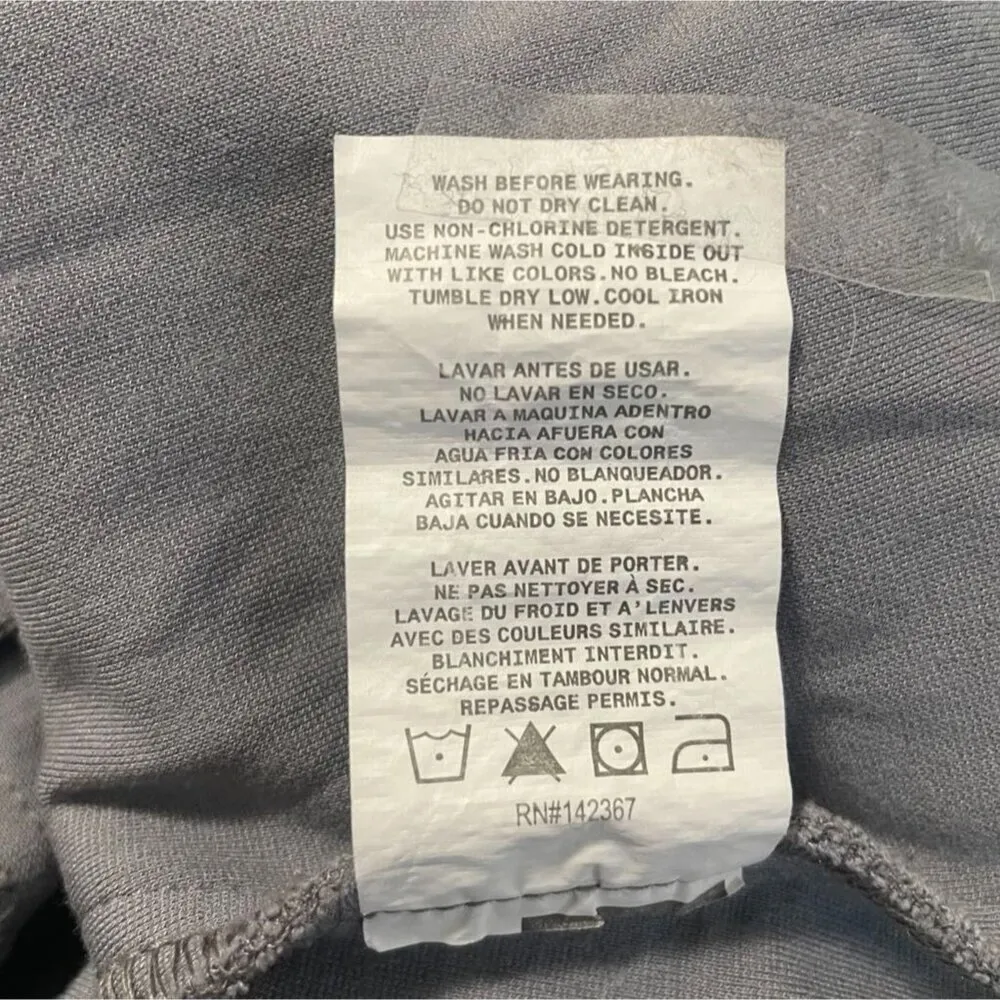 WASH BEFORE WEARING.
DO NOT DRY CLEAN.
USE NON-CHLORINE DETERGENT.
MACHINE WASH COLD INSIDE OUT
WITH LIKE COLORS.NO BLEACH.
TUMBLE DRY LOW.COOL IRON
WHEN NEEDED.
LAVAR ANTES DE USAR.
NO LAVAR EN SECO.
LAVAR A MAQUINA ADENTRO
HACIA AFUERA CON
AGUA FRIA CON COLORES
SIMILARES.NO BLANQUEADOR.
AGITAR EN BAJO.PLANCHA
BAJA CUANDO SE NECESITE.
LAVER AVANT DE PORTER.
NE PAS NETTOYER À SEC.
LAVAGE DU FROID ET A'LENVERS
AVEC DES COULEURS SIMILAIRE.
BLANCHIMENT INTERDIT.
SÉCHAGE EN TAMBOUR NORMAL.
REPASSAGE PERMIS.
RN#142367